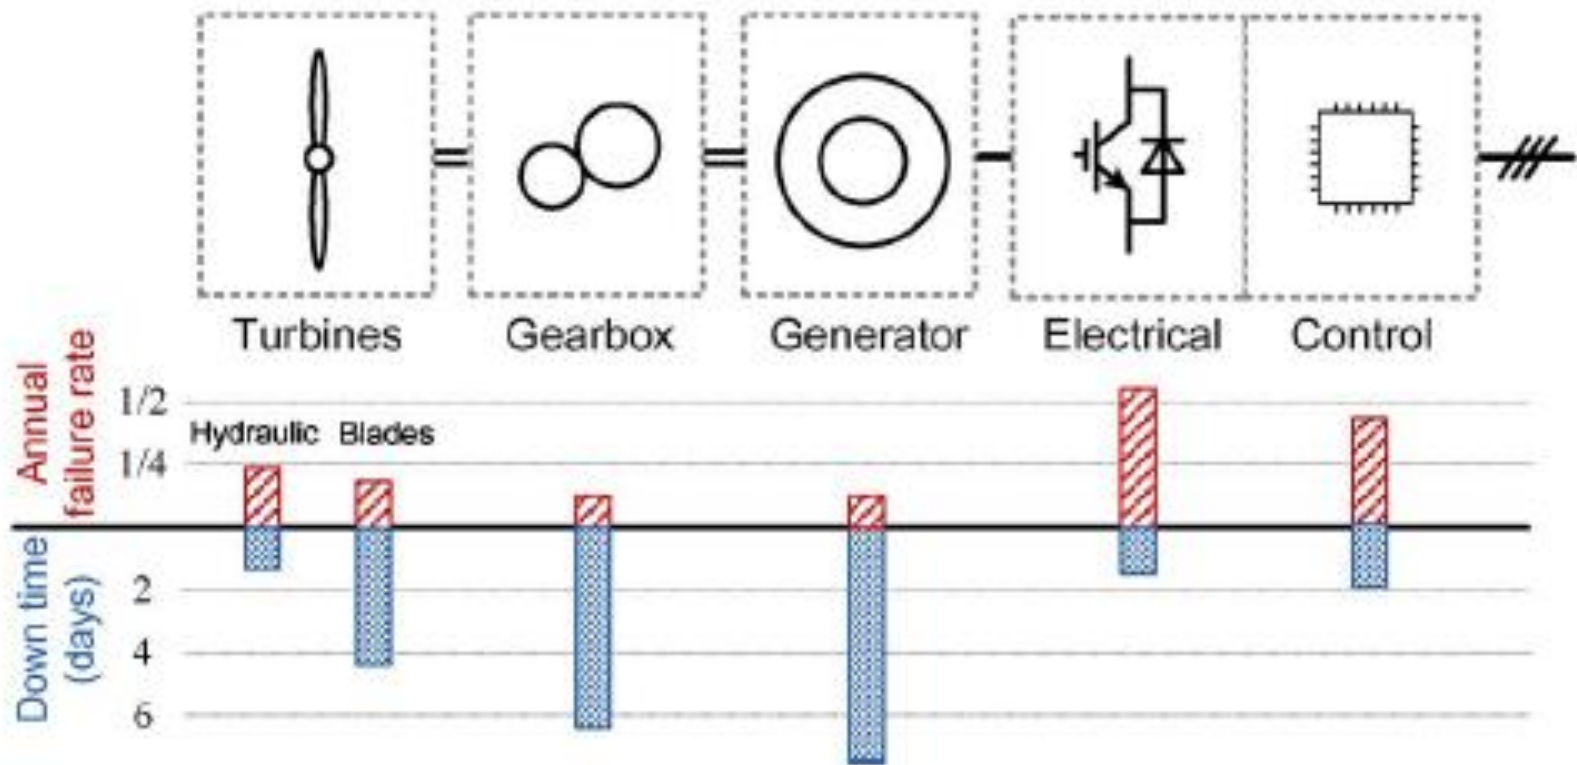 Turbines Gearbox Generator Electrical Control
Annual
failure rate
1/2
Hydraulic Blades
1/4
Down time
(days)
2
4
6